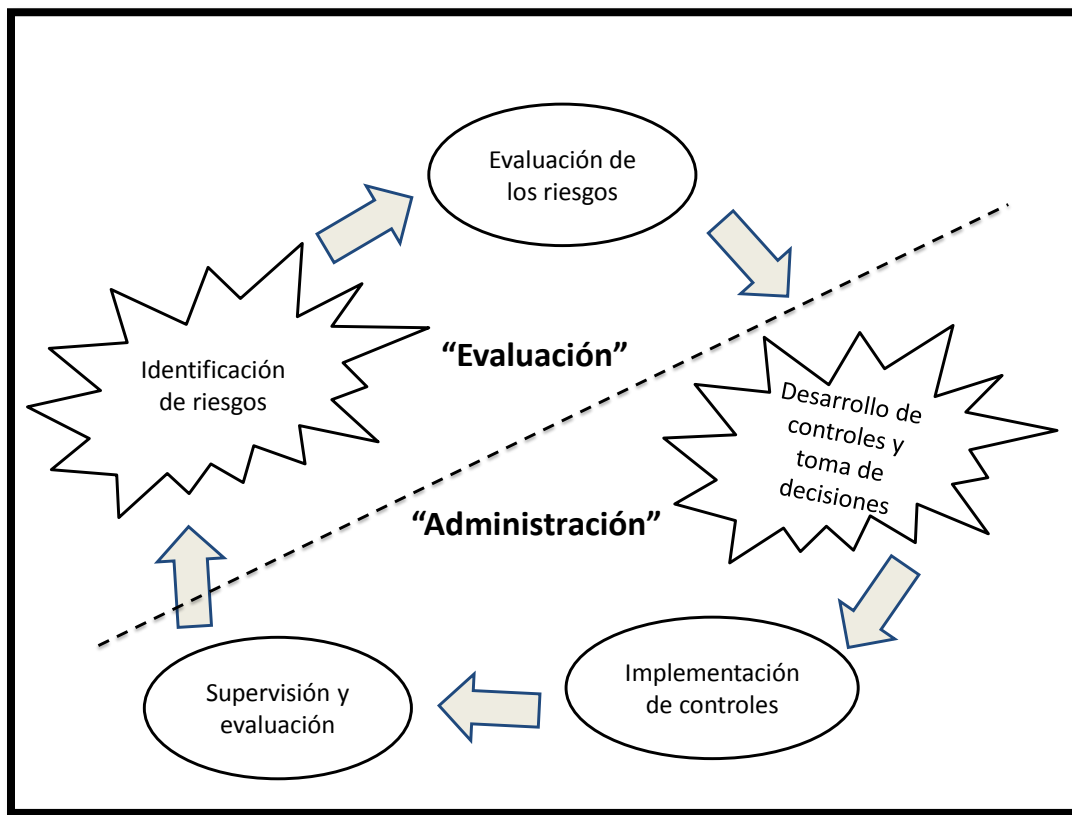 Evaluación de
los riesgos
Identificación
de riesgos
“Evaluación”
Desarrollo de
controles y
toma de
decisiones
“Administración”
Implementación
de controles
Supervisión y
evaluación